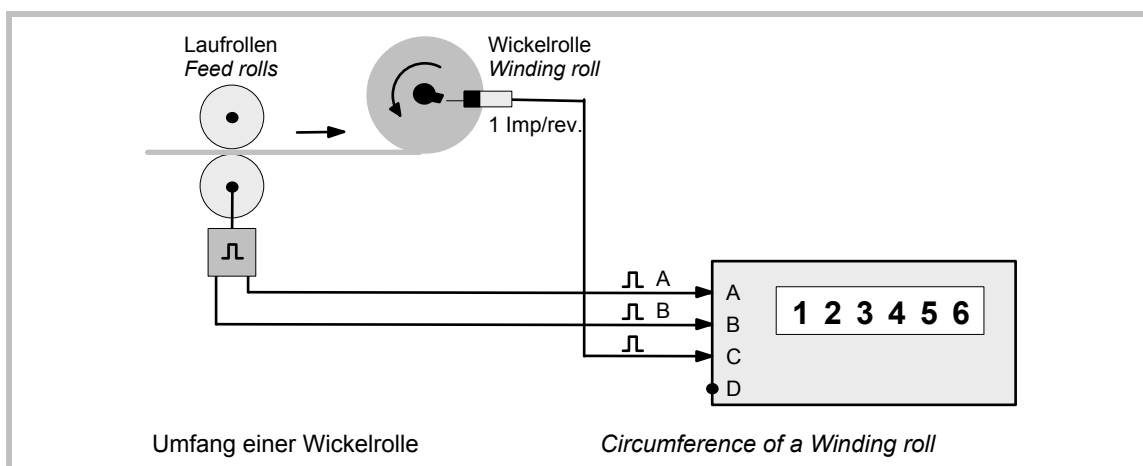 Laufrollen
Feed rolls
Wickelrolle
Winding roll
1 Imp/rev.
A
B
A
B
C
D
1 2 3 4 5 6
Umfang einer Wickelrolle
Circumference of a Winding roll